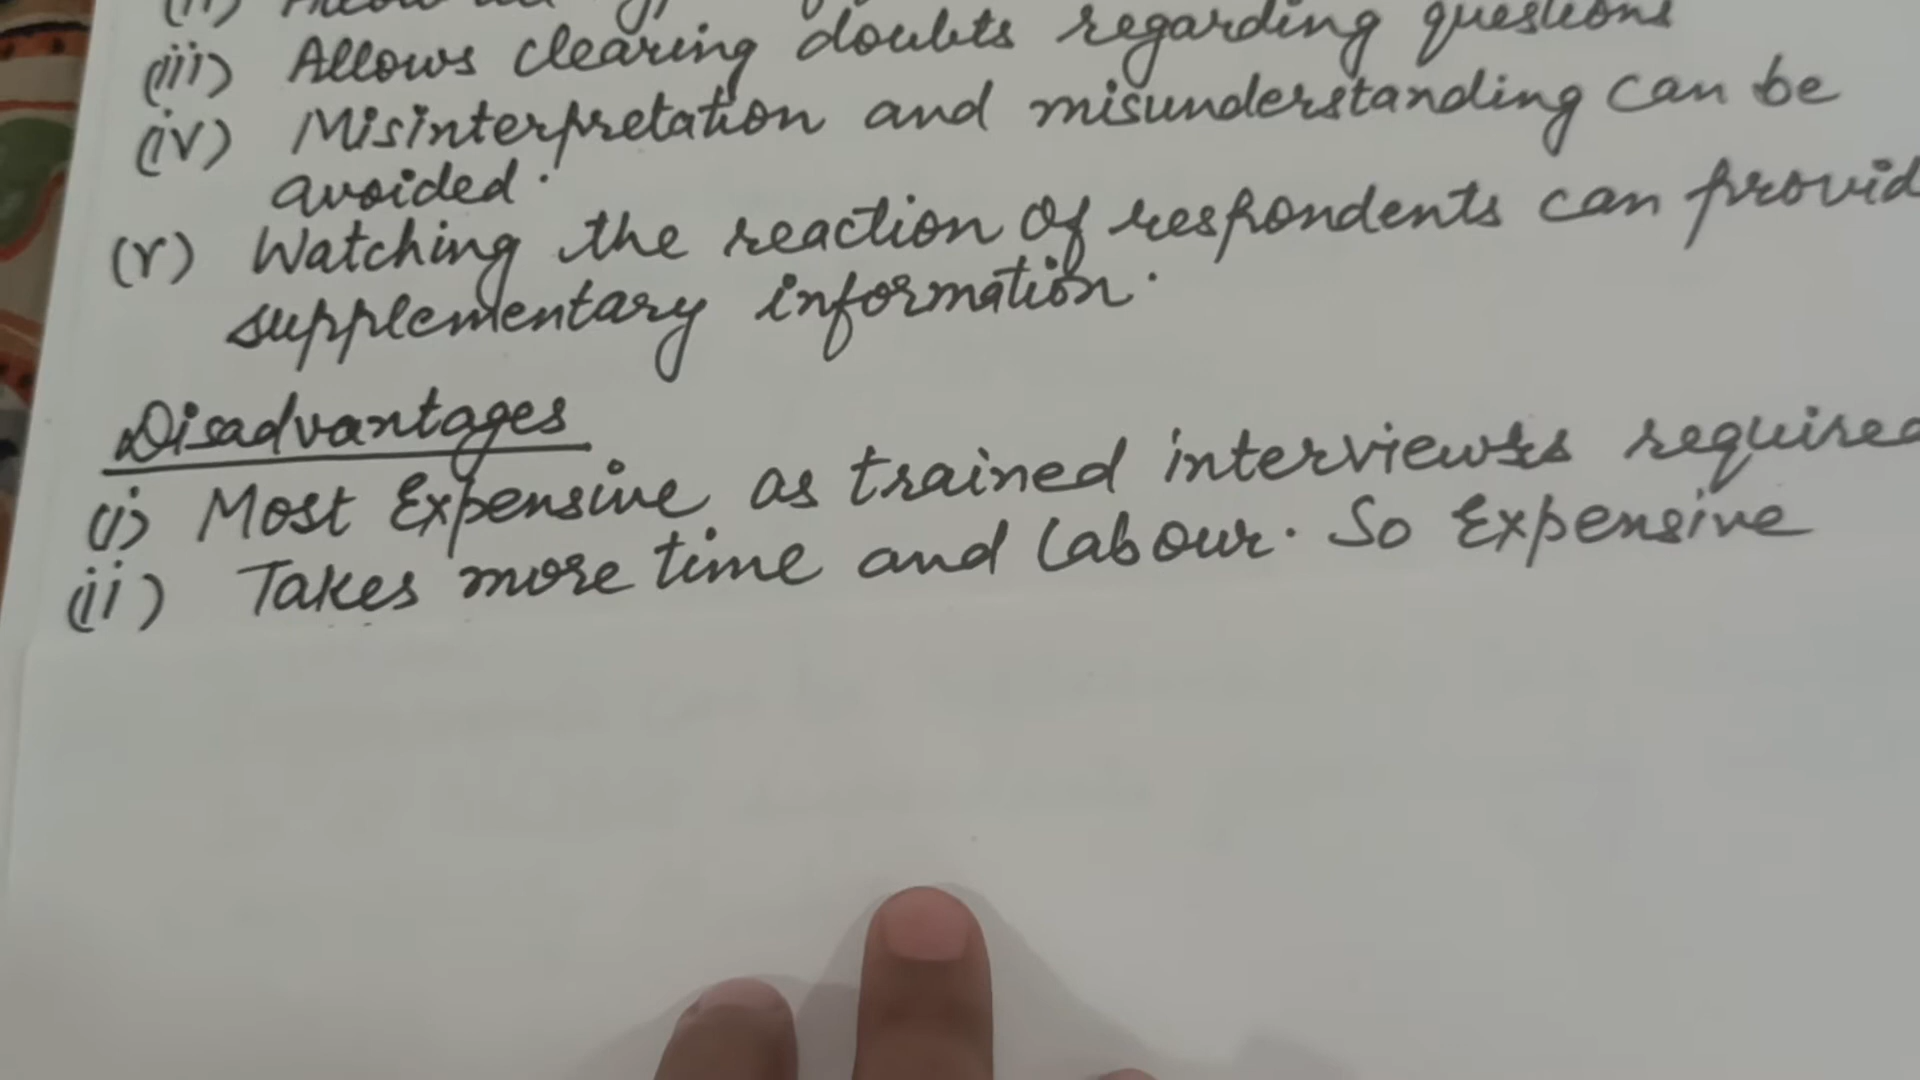 (iii) Allows clearing doubts regarding questions
(iv) Misinterpretation and misunderstanding can be
avoided.
(v) Watching the reaction of respondents can provid
supplementary information.
Disadvantages
(i) Most Expensive as trained interviewers required
(ii) Takes more time and labour. So Expensive